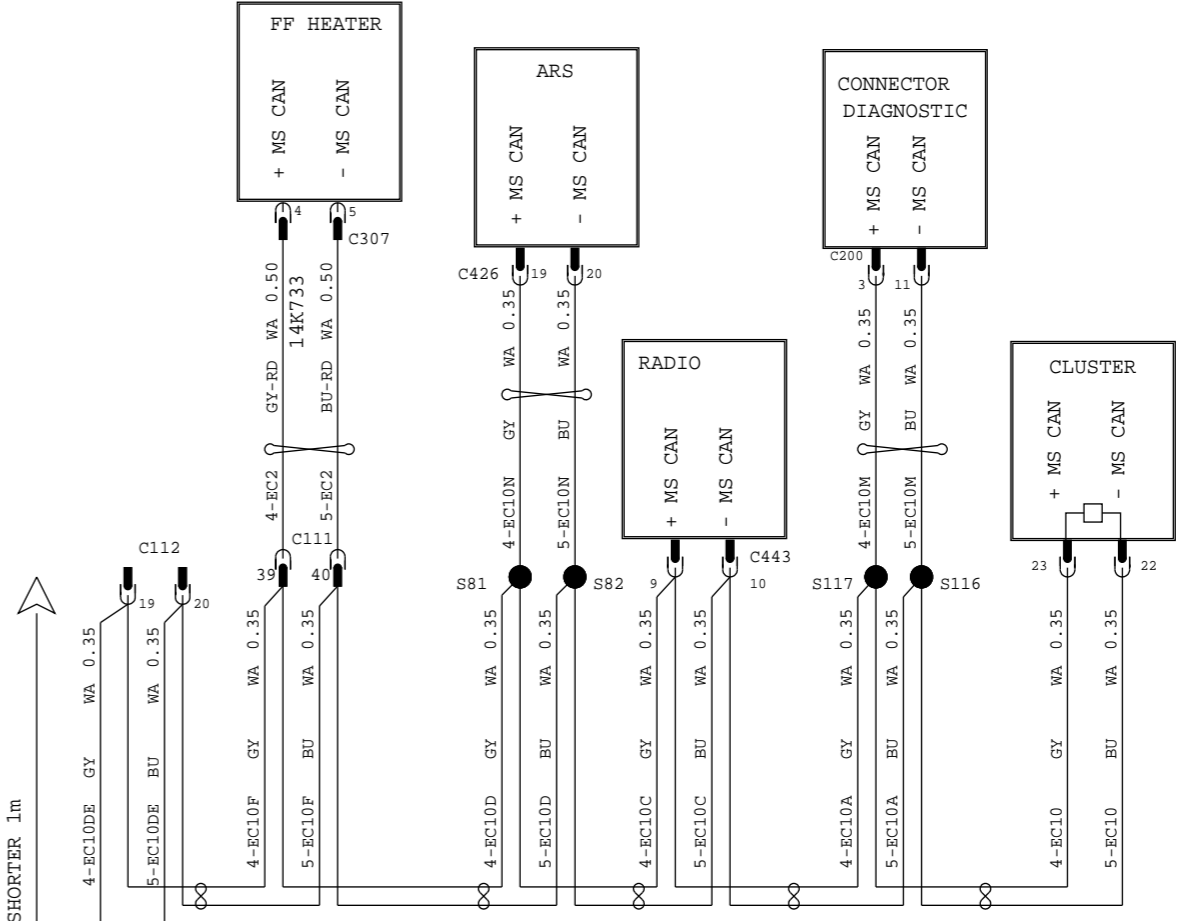 FF HEATER
+ MS CAN
- MS CAN
4
5
C307
GY-RD WA 0.50
14K733
BU-RD WA 0.50
4-EC2
5-EC2
C111
39
40
ARS
+ MS CAN
- MS CAN
C426
19
20
GY WA 0.35
BU WA 0.35
4-EC10N
5-EC10N
S81
S82
RADIO
+ MS CAN
- MS CAN
C443
9
10
CONNECTOR
DIAGNOSTIC
+ MS CAN
- MS CAN
C200
3
11
GY WA 0.35
BU WA 0.35
4-EC10M
5-EC10M
S117
S116
CLUSTER
+ MS CAN
- MS CAN
23
22
C112
19
20
SHORTER 1m
4-EC10DE GY WA 0.35
5-EC10DE BU WA 0.35
4-EC10F GY WA 0.35
5-EC10F BU WA 0.35
4-EC10D GY WA 0.35
5-EC10D BU WA 0.35
4-EC10C GY WA 0.35
5-EC10C BU WA 0.35
4-EC10A GY WA 0.35
5-EC10A BU WA 0.35
4-EC10 GY WA 0.35
5-EC10 BU WA 0.35